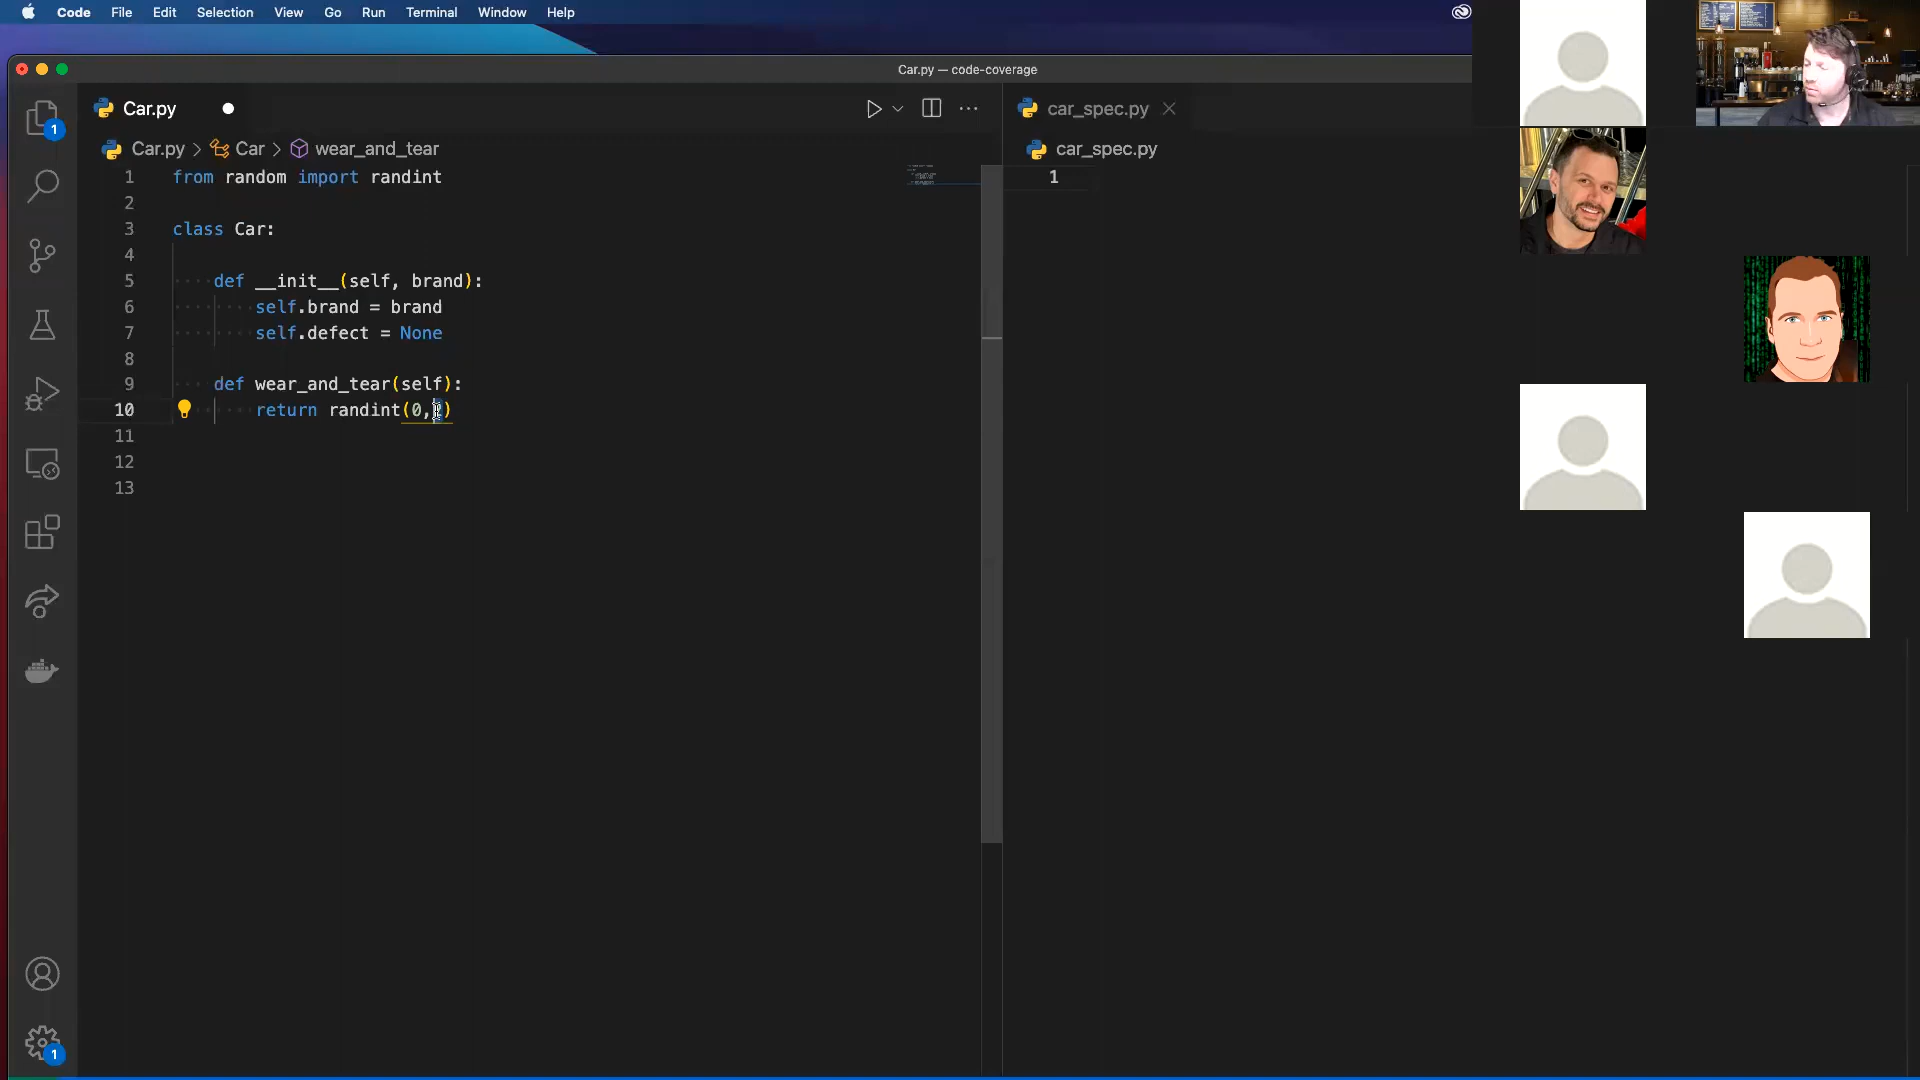 Code File Edit Selection View Go Run Terminal Window Help
Car.py — code-coverage
Car.py
Car.py > Car > wear_and_tear
1 from random import randint
2
3 class Car:
4
5 def __init__(self, brand):
6 self.brand = brand
7 self.defect = None
8
9 def wear_and_tear(self):
10 return randint(0,)
11
12
13
car_spec.py
car_spec.py
1
1
1